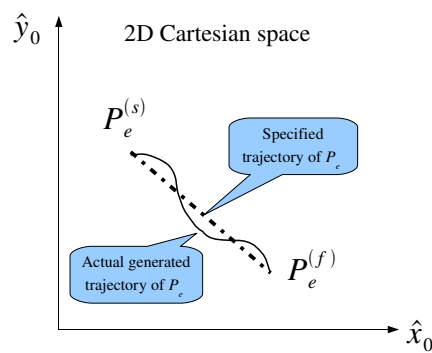 ŷ₀
2D Cartesian space
Pₑ⁽ˢ⁾
Specified
trajectory of Pₑ
Actual generated
trajectory of Pₑ
Pₑ⁽ᶠ⁾
x̂₀